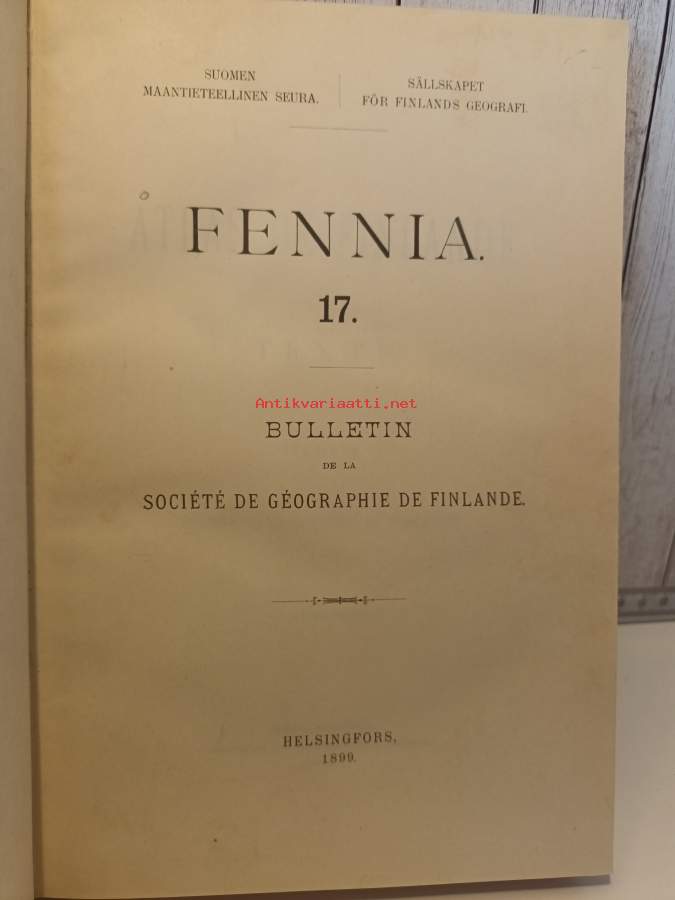 SUOMEN
MAANTIETEELLINEN SEURA.
SÄLLSKAPET
FÖR FINLANDS GEOGRAFI.
FENNIA.
17.
Antikvariaatti.net
BULLETIN
DE LA
SOCIÉTÉ DE GÉOGRAPHIE DE FINLANDE.
HELSINGFORS,
1899.